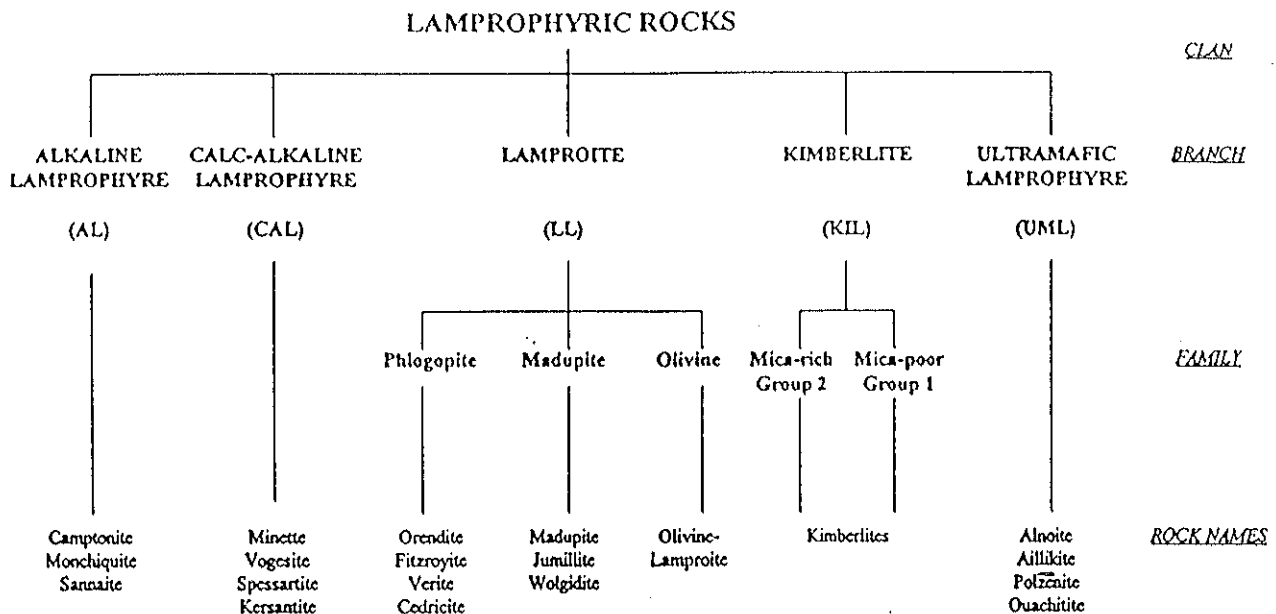 LAMPROPHYRIC ROCKS
CLAN
ALKALINE
LAMPROPHYRE
CALC-ALKALINE
LAMPROPHYRE
LAMPROITE
KIMBERLITE
ULTRAMAFIC
LAMPROPHYRE
BRANCH
(AL)
(CAL)
(LL)
(KIL)
(UML)
Phlogopite
Madupite
Olivine
Mica-rich
Group 2
Mica-poor
Group 1
FAMILY
Camptonite
Monchiquite
Sannaite
Minette
Vogesite
Spessartite
Kersantite
Orendite
Fitzroyite
Verite
Cedricite
Madupite
Jumillite
Wolgidite
Olivine-
Lamproite
Kimberlites
Alnoite
Aillikite
Polzenite
Ouachitite
ROCK NAMES